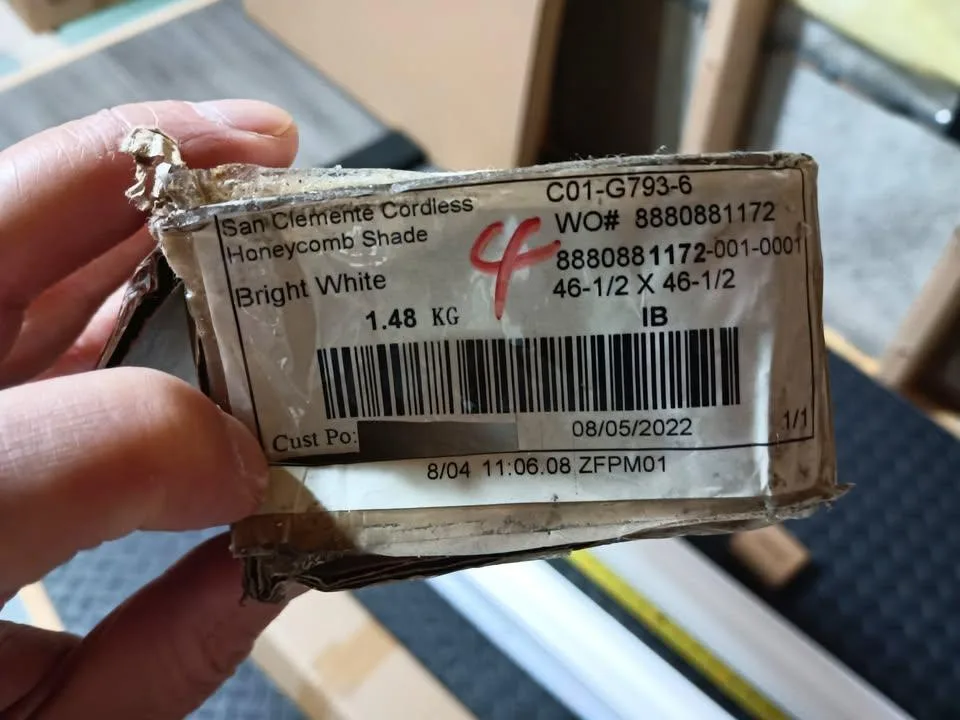 San Clemente Cordless
Honeycomb Shade
Bright White
1.48 KG
4
C01-G793-6
WO# 8880881172
8880881172-001-0001
46-1/2 X 46-1/2
IB
Cust Po:
08/05/2022
1/1
8/04 11:06.08 ZFPM01